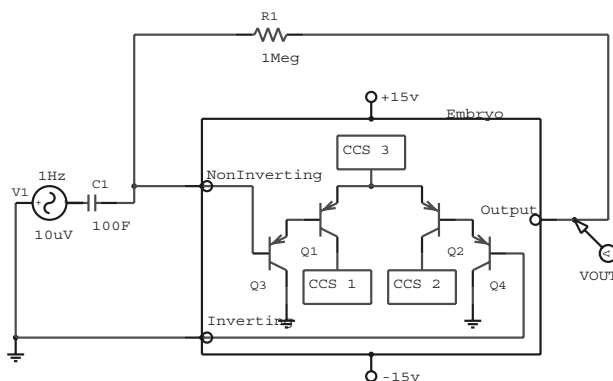 R1
1Meg
+15v
Embryo
CCS 3
1Hz
NonInverting
V1
C1
+
Output
10uV
100F
Q1
Q2
VOUT
Q3
CCS 1
CCS 2
Q4
Inverting
-15v